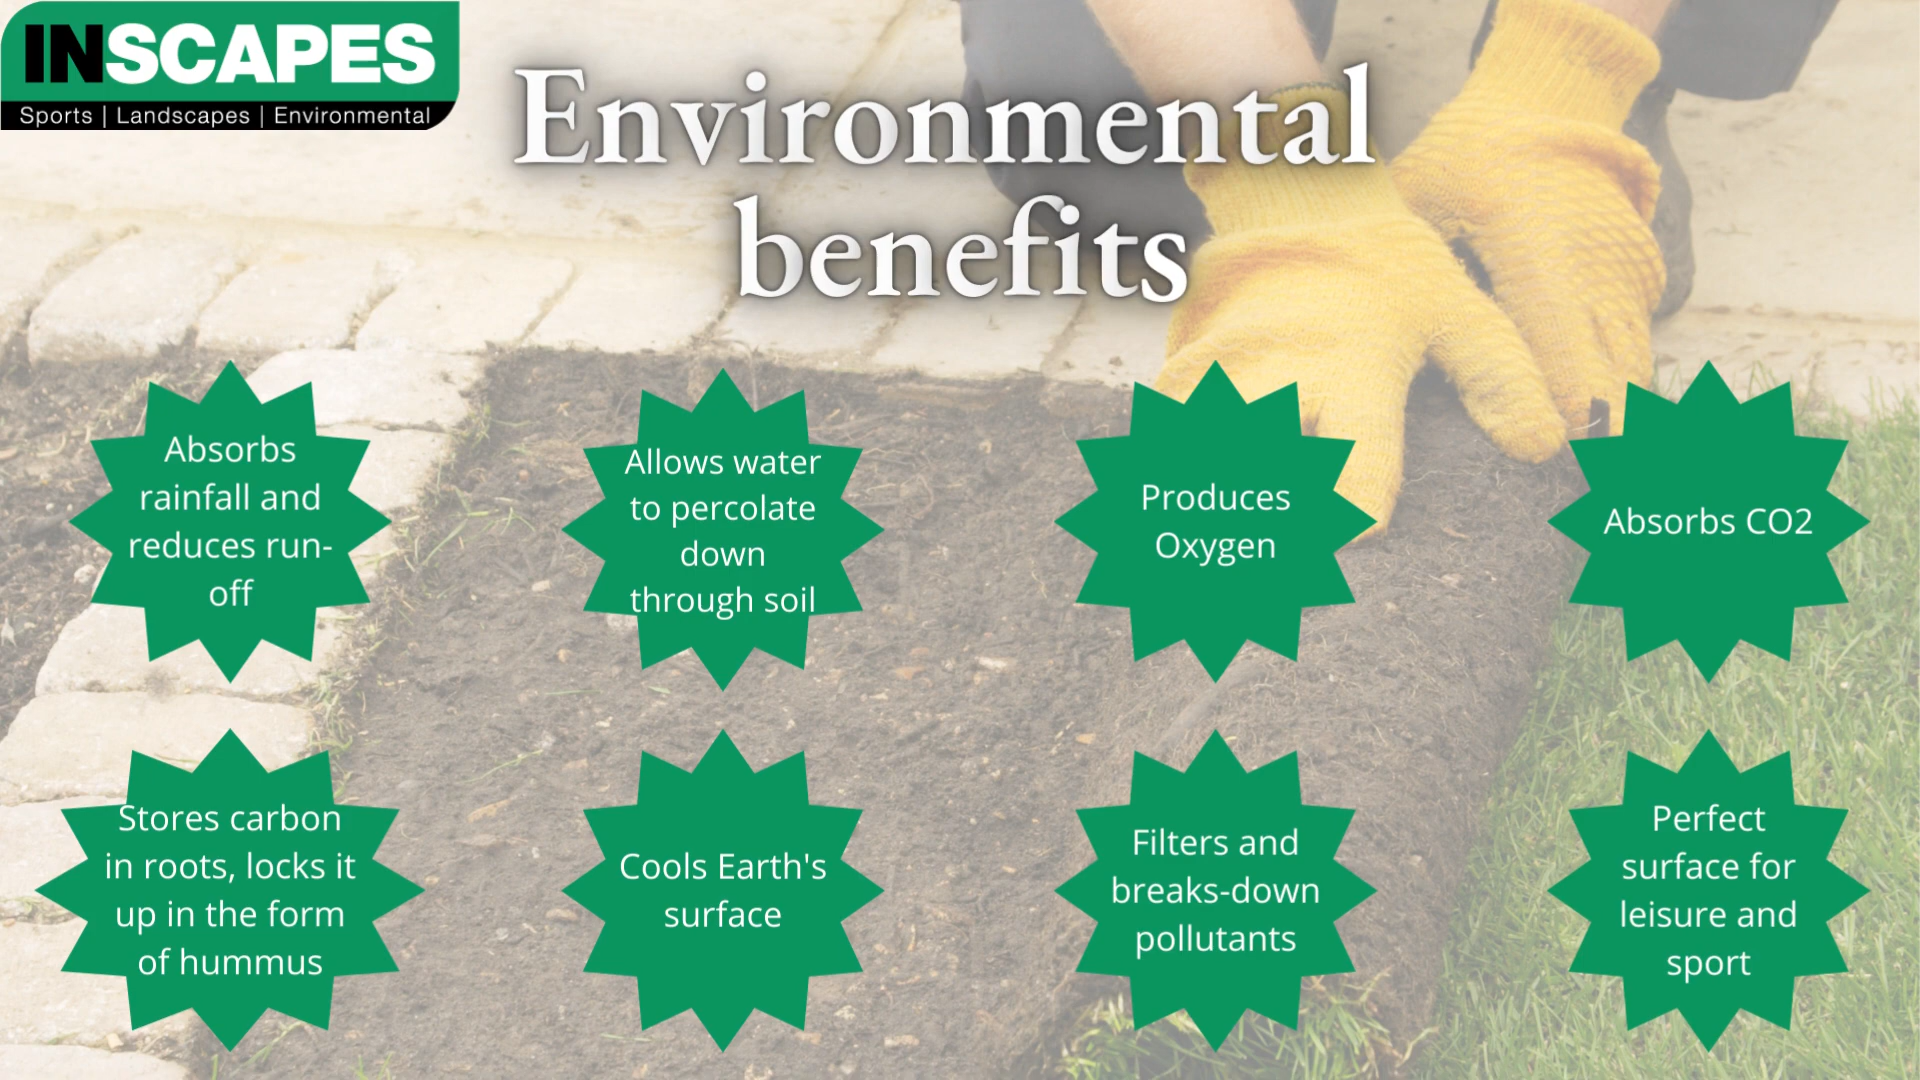 INSCAPES
Sports | Landscapes | Environmental
Environmental
benefits
Absorbs
rainfall and
reduces run-
off
Allows water
to percolate
down
through soil
Produces
Oxygen
Absorbs CO2
Stores carbon
in roots, locks it
up in the form
of hummus
Cools Earth's
surface
Filters and
breaks-down
pollutants
Perfect
surface for
leisure and
sport